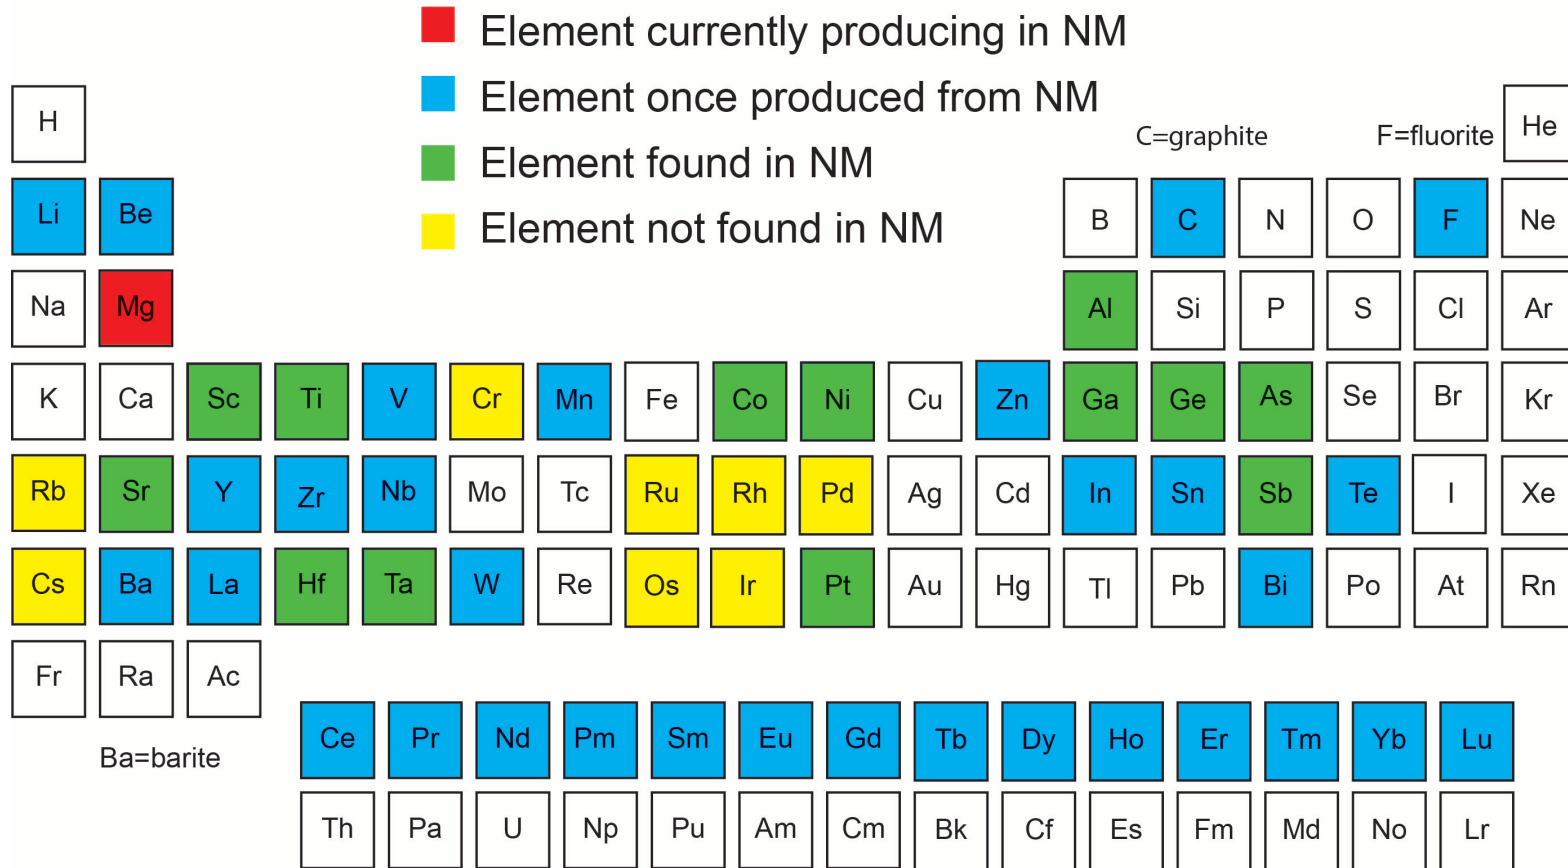 Element currently producing in NM
Element once produced from NM
Element found in NM
Element not found in NM
C=graphite F=fluorite
H He
Li Be B C N O F Ne
Na Mg Al Si P S Cl Ar
K Ca Sc Ti V Cr Mn Fe Co Ni Cu Zn Ga Ge As Se Br Kr
Rb Sr Y Zr Nb Mo Tc Ru Rh Pd Ag Cd In Sn Sb Te I Xe
Cs Ba La Hf Ta W Re Os Ir Pt Au Hg Tl Pb Bi Po At Rn
Fr Ra Ac
Ba=barite
Ce Pr Nd Pm Sm Eu Gd Tb Dy Ho Er Tm Yb Lu
Th Pa U Np Pu Am Cm Bk Cf Es Fm Md No Lr